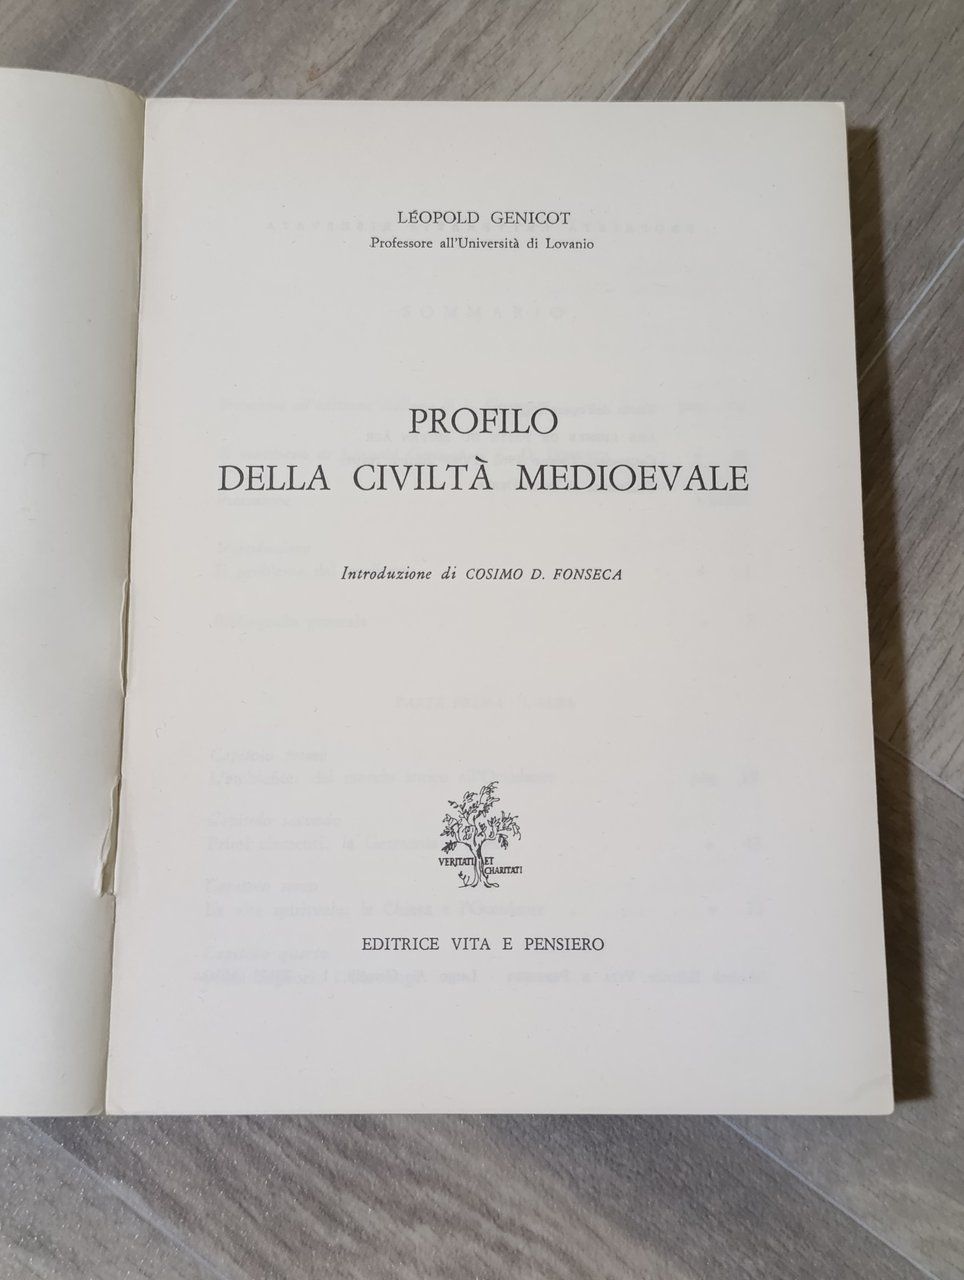 LÉOPOLD GENICOT
Professore all'Università di Lovanio
SOMMARIO
PROFILO
DELLA CIVILTÀ MEDIOEVALE
Introduzione di COSIMO D. FONSECA
VERITATI ET
CHARITATI
EDITRICE VITA E PENSIERO